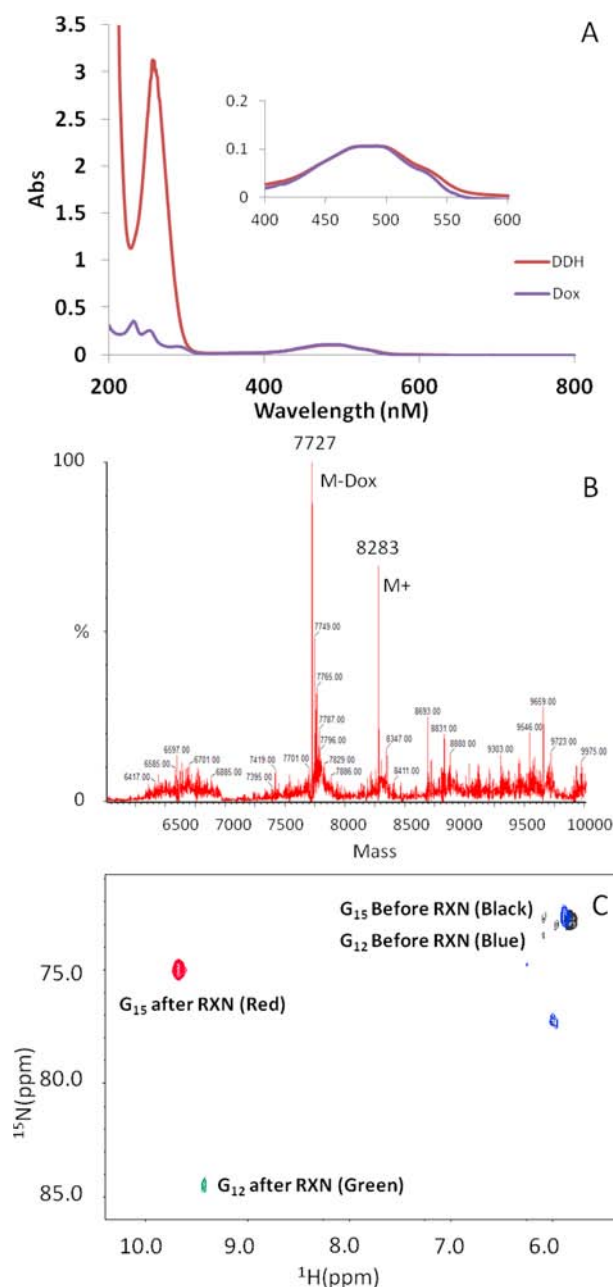 A
3.5
3
2.5
2
1.5
1
0.5
0
Abs
0.2
0.1
0
400 450 500 550 600
DDH
Dox
200 400 600 800
Wavelength (nM)
B
100
%
0
7727
M-Dox
8283
M+
7749.00
7765.00
7787.00
7796.00
7829.00
7886.00
6597.00
6585.00
6417.00
6701.00
6885.00
7419.00
7395.00
7701.00
8347.00
8411.00
8693.00
8831.00
8880.00
9303.00
9546.00
9669.00
9723.00
9975.00
6500 7000 7500 8000 8500 9000 9500 10000
Mass
C
G15 Before RXN (Black)
G12 Before RXN (Blue)
G15 after RXN (Red)
G12 after RXN (Green)
75.0
80.0
85.0
15N(ppm)
10.0 9.0 8.0 7.0 6.0
1H(ppm)